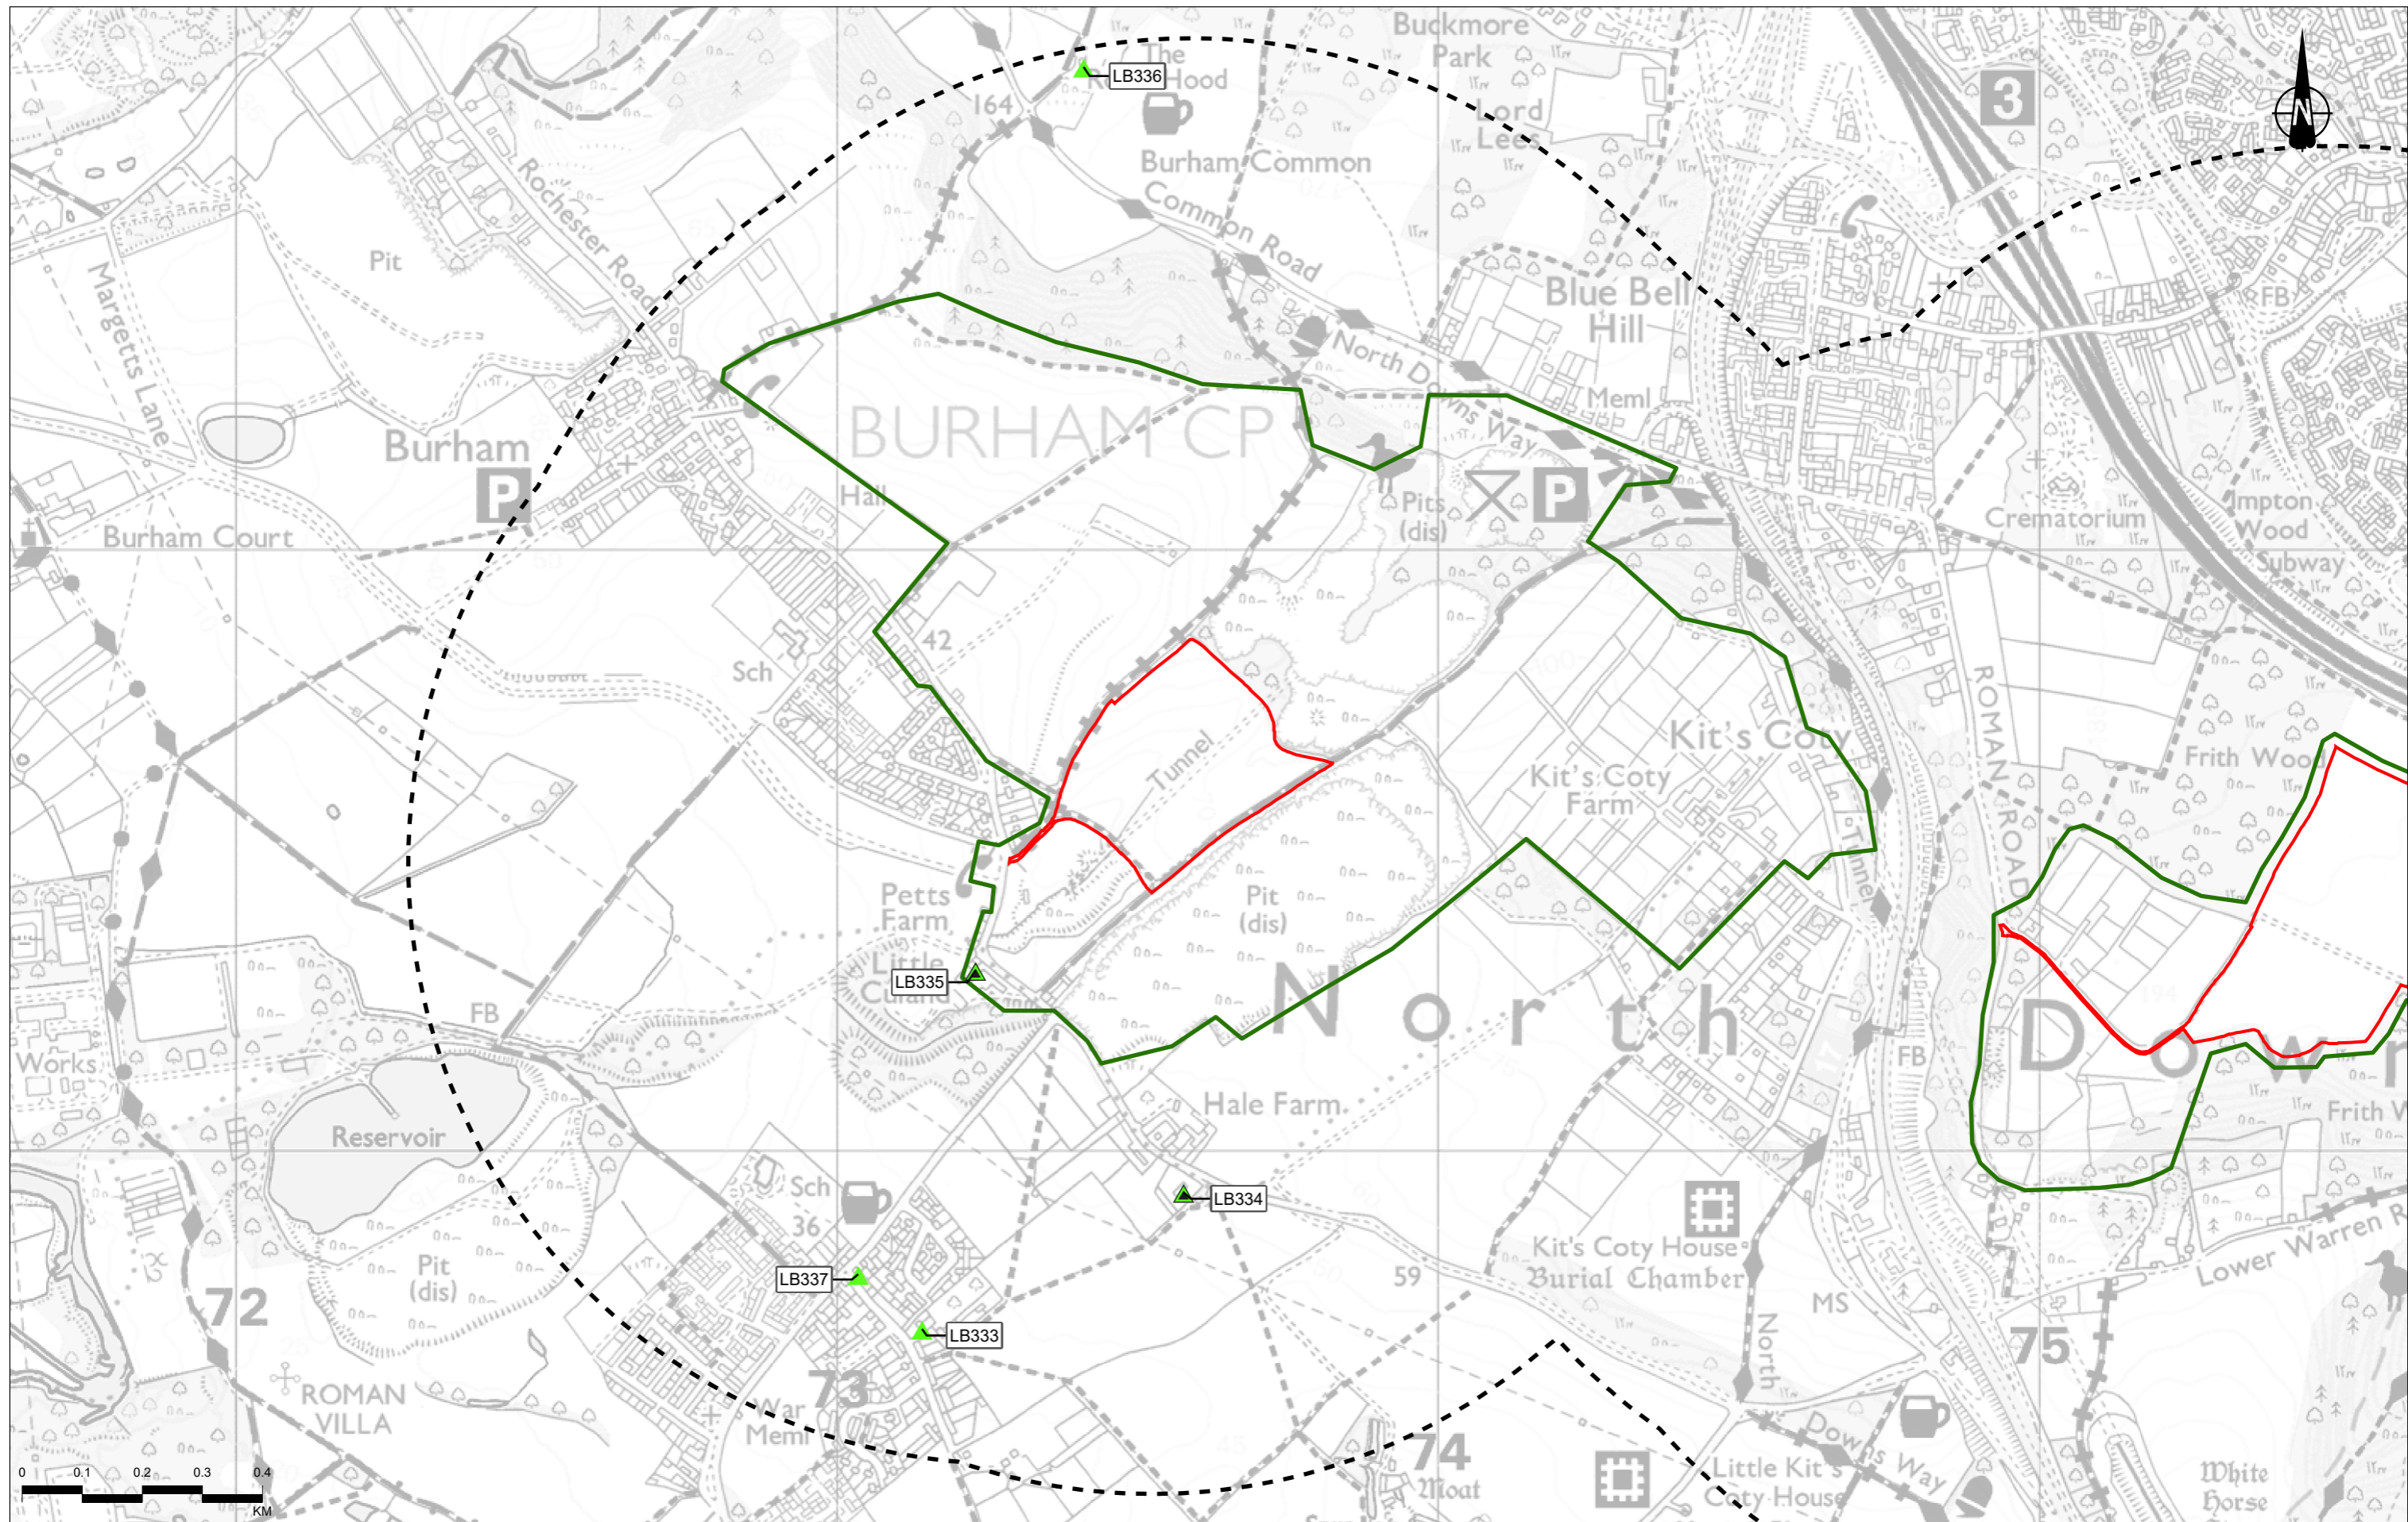 Buckmore
Park
The
LB336
3
N
164
Lord
Lees
Burham Common
Rochester Road
Common Road
Pit
Margetts Lane
Blue Bell
Hill
FB
North Downs Way
Meml
BURHAM CP
Burham
P
Hall
Pits
(dis)
P
Crematorium
Impton
Wood
Subway
Burham Court
42
Sch
ROMAN ROAD
Kit's Coty
Tunnel
Kit's Coty
Farm
Frith Wood
Tunnel
Petts
Farm
Pit
(dis)
Little
Culand
LB335
194
North Down
FB
FB
Works
Hale Farm
Frith W
Reservoir
Sch
36
LB334
Kit's Coty House
Burial Chamber
59
Lower Warren R
LB337
Pit
(dis)
72
MS
North
LB333
75
ROMAN
VILLA
73
War
Meml
Downs Way
74
Moat
Little Kit's
Coty House
White
Horse
0 0.1 0.2 0.3 0.4
KM